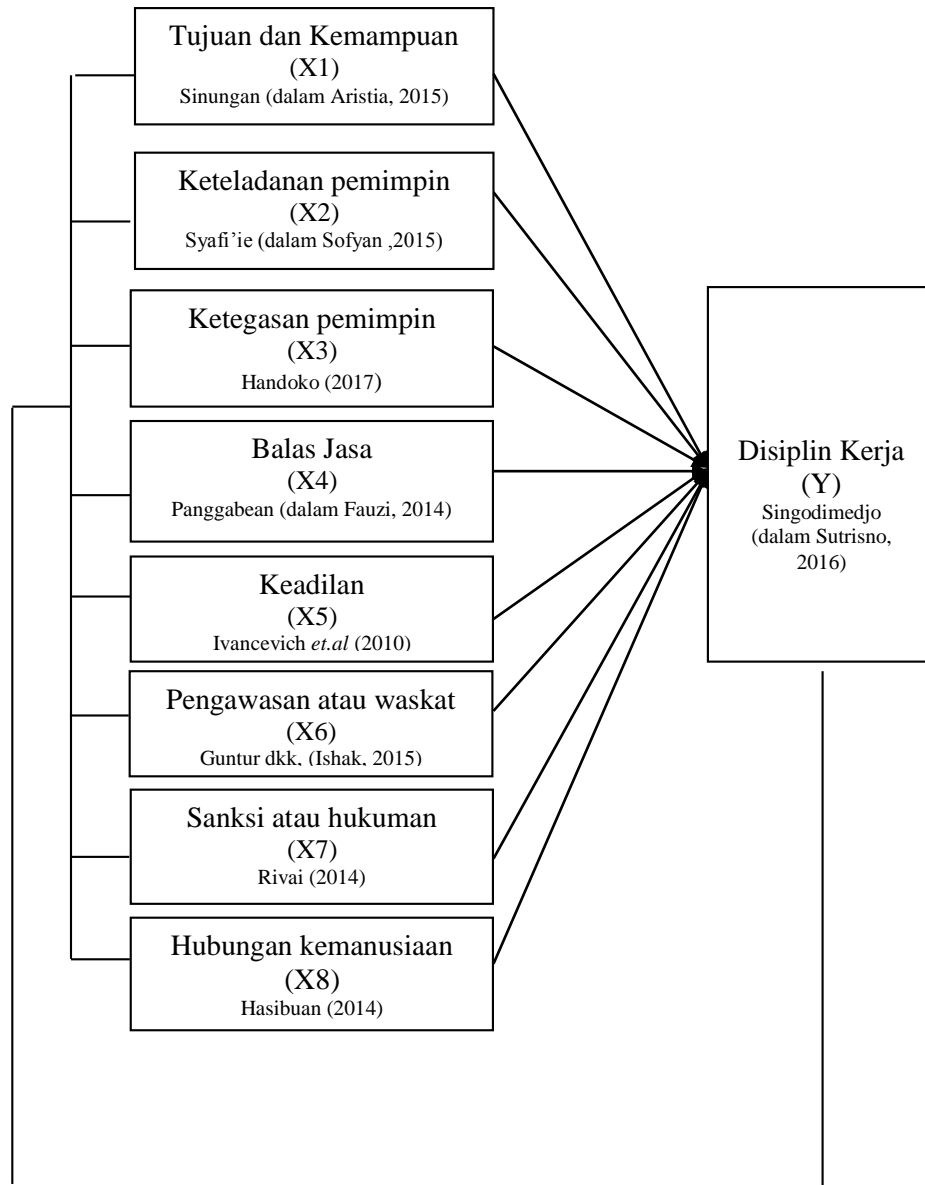 Tujuan dan Kemampuan
(X1)
Sinungan (dalam Aristia, 2015)
Keteladanan pemimpin
(X2)
Syafi’ie (dalam Sofyan ,2015)
Ketegasan pemimpin
(X3)
Handoko (2017)
Balas Jasa
(X4)
Panggabean (dalam Fauzi, 2014)
Keadilan
(X5)
Ivancevich et.al (2010)
Pengawasan atau waskat
(X6)
Guntur dkk, (Ishak, 2015)
Sanksi atau hukuman
(X7)
Rivai (2014)
Hubungan kemanusiaan
(X8)
Hasibuan (2014)
Disiplin Kerja
(Y)
Singodimedjo
(dalam Sutrisno,
2016)